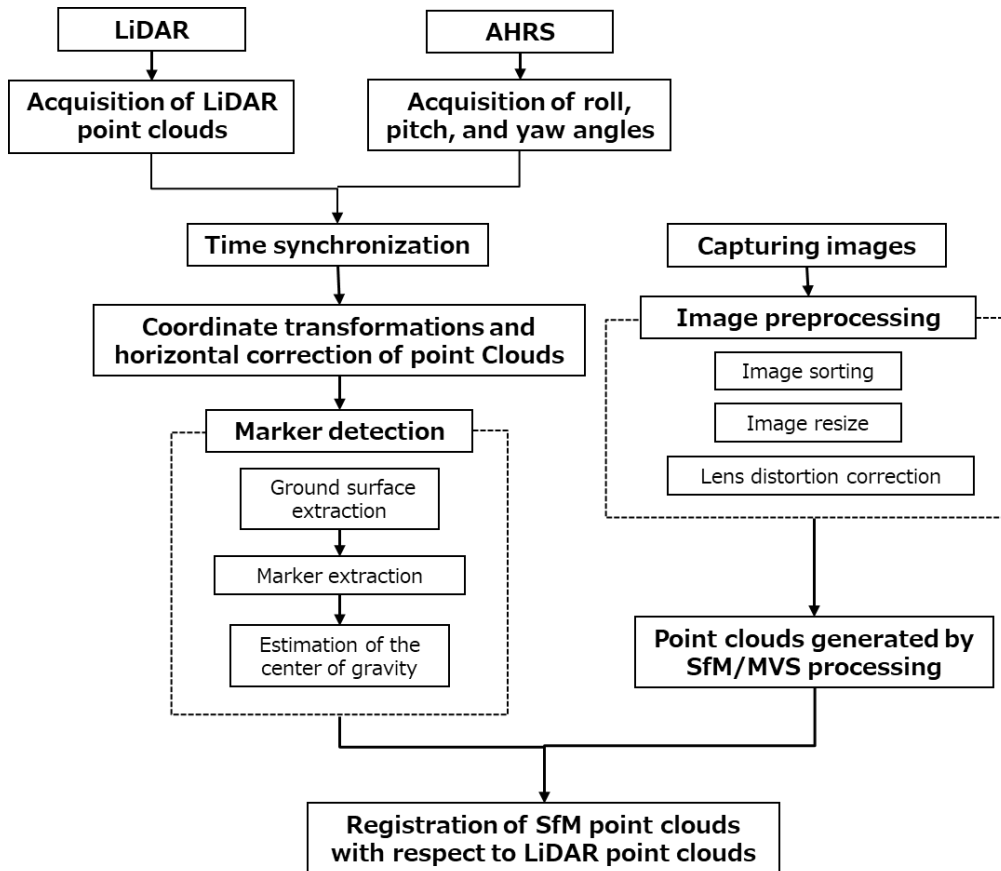 LiDAR
AHRS
Acquisition of LiDAR
point clouds
Acquisition of roll,
pitch, and yaw angles
Time synchronization
Capturing images
Coordinate transformations and
horizontal correction of point Clouds
Image preprocessing
Image sorting
Image resize
Lens distortion correction
Marker detection
Ground surface
extraction
Marker extraction
Estimation of the
center of gravity
Point clouds generated by
SfM/MVS processing
Registration of SfM point clouds
with respect to LiDAR point clouds